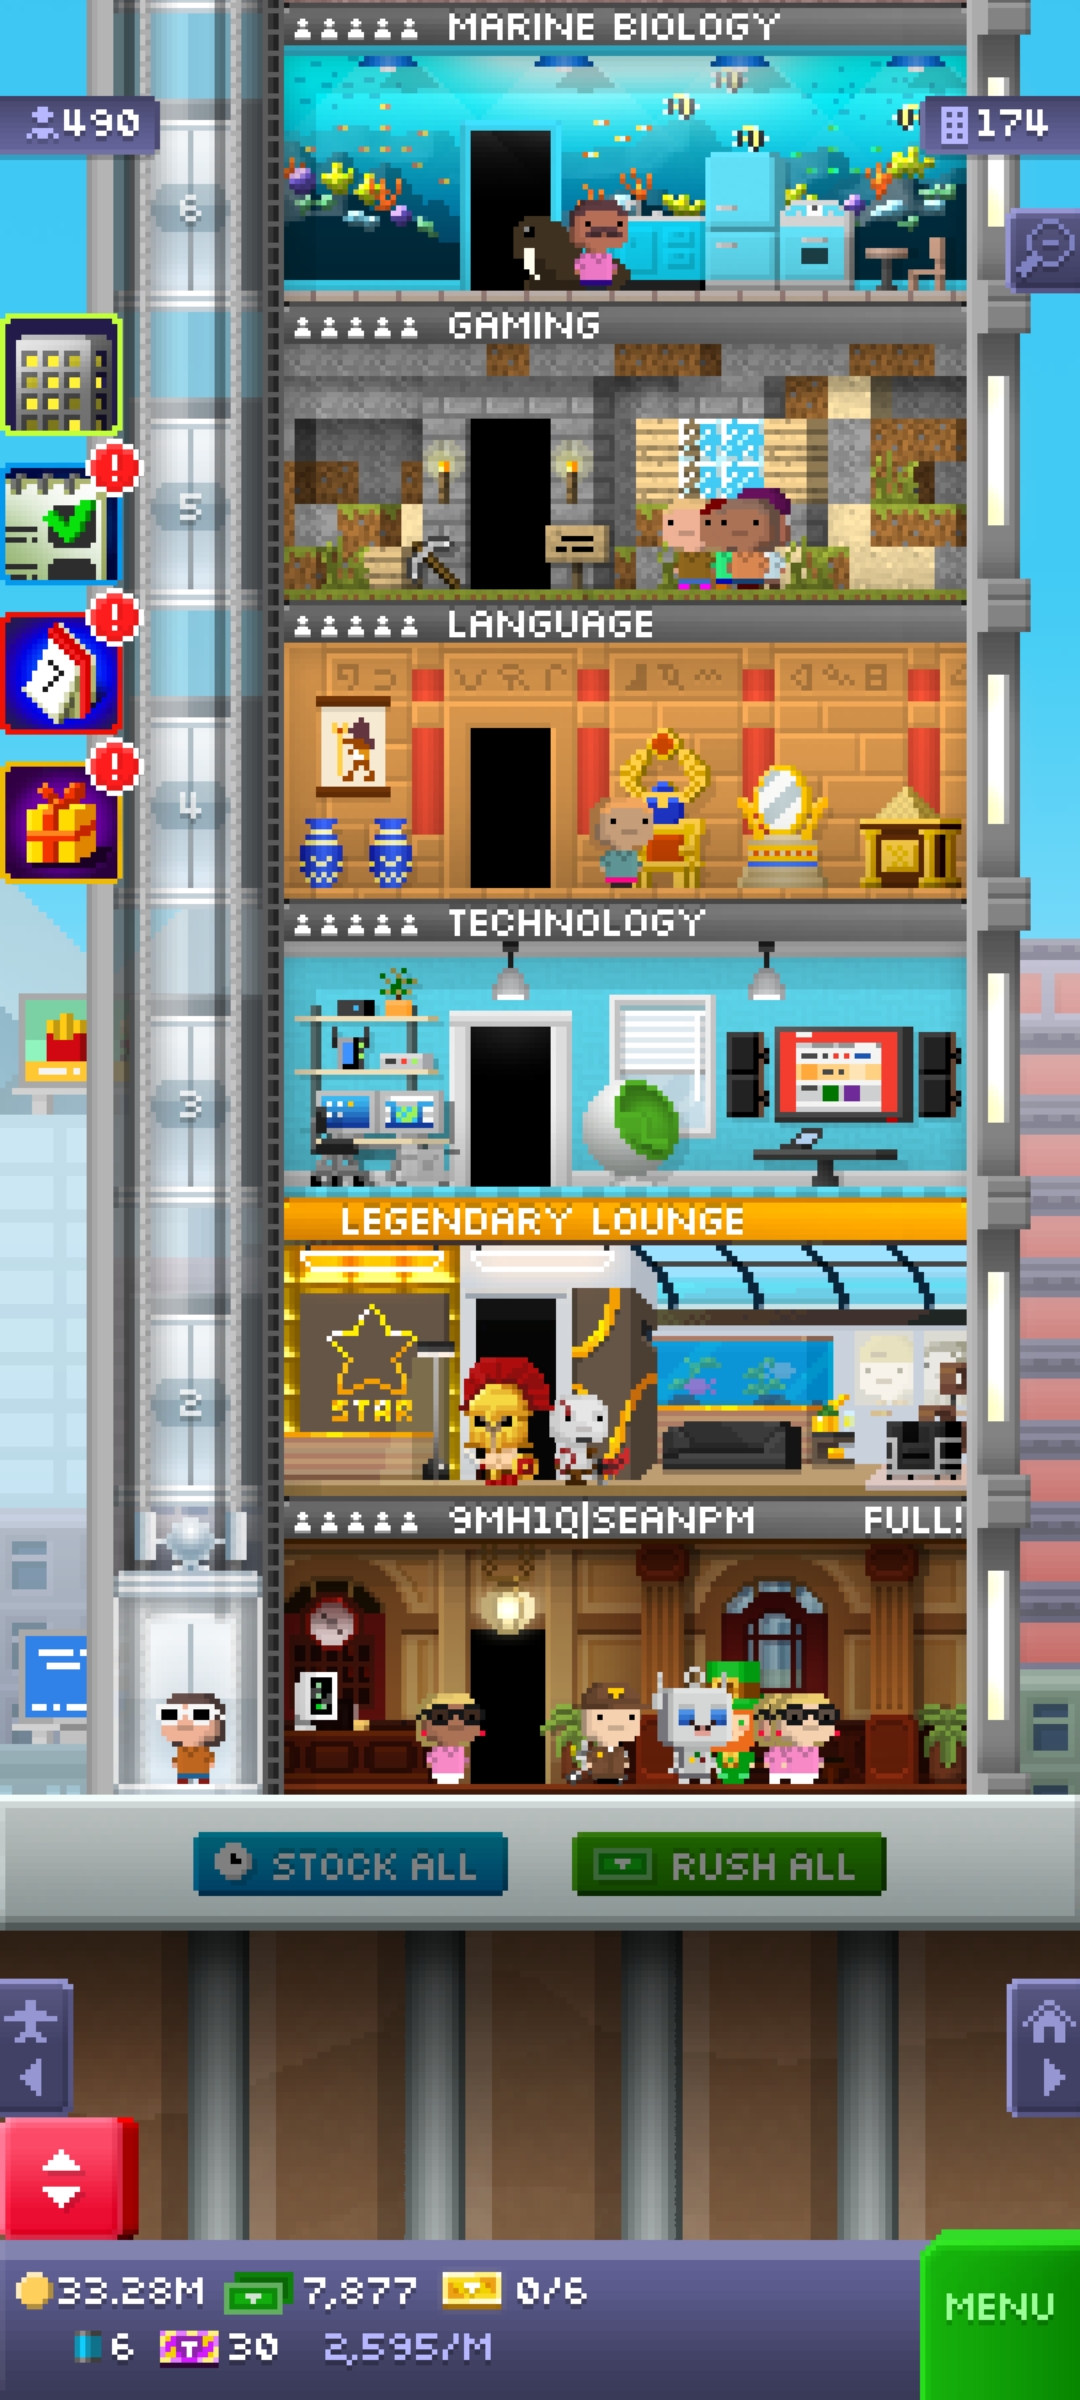 MARINE BIOLOGY
490
174
6
GAMING
5
LANGUAGE
4
TECHNOLOGY
3
LEGENDARY LOUNGE
STAR
2
9MH1Q|SEANPM FULL!
STOCK ALL
RUSH ALL
33.28M 7,877 0/6
MENU
6 T 30 2,595/M